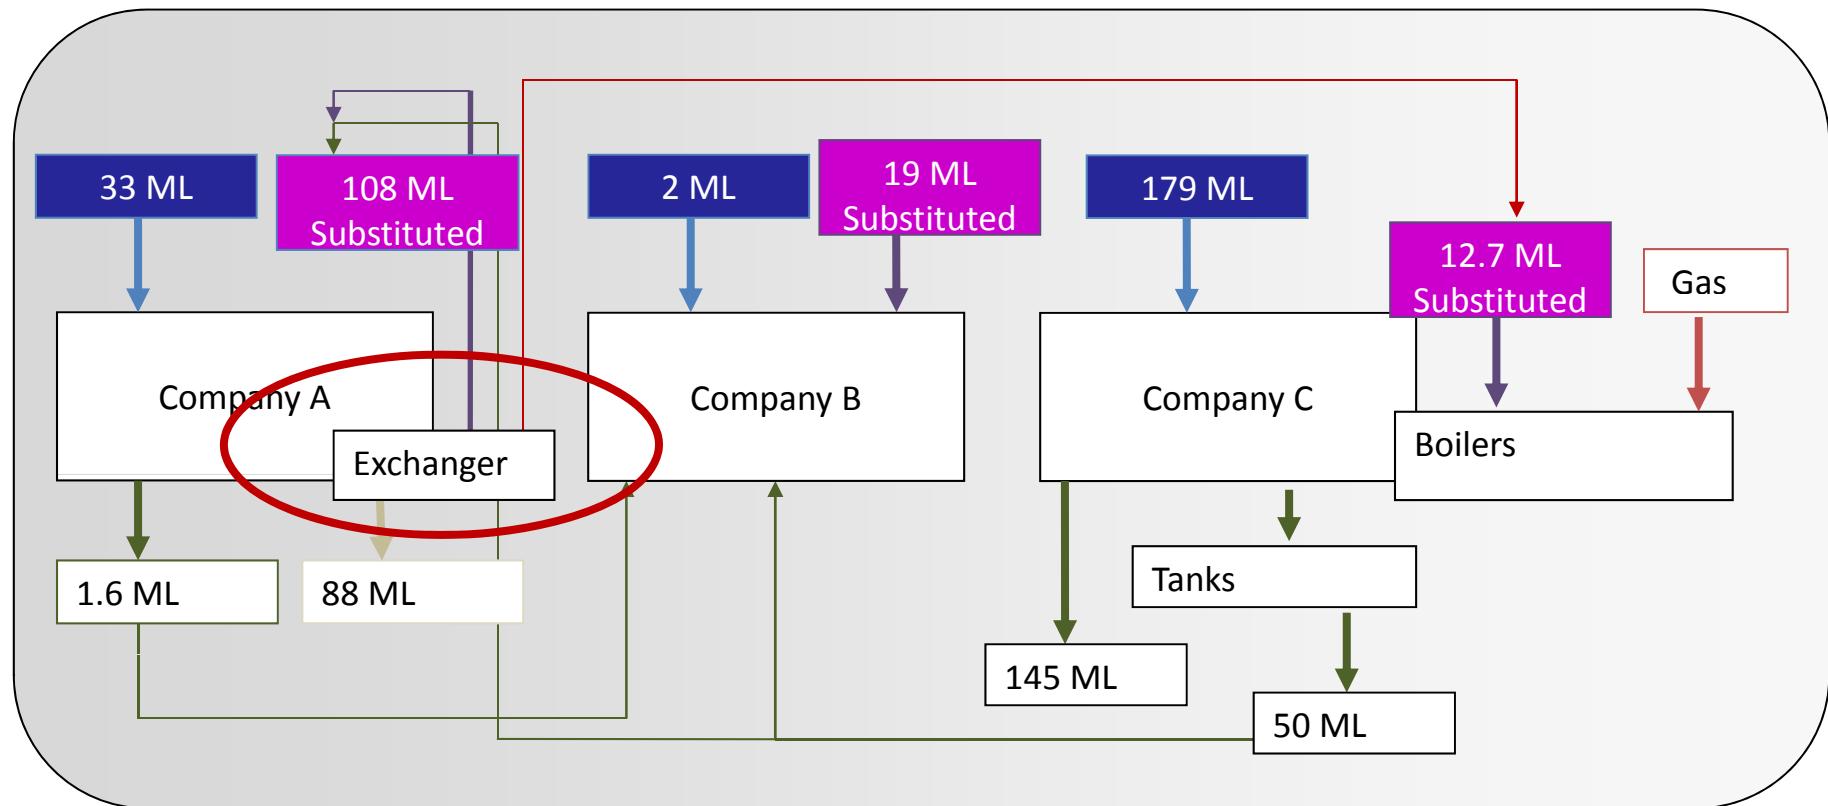 33 ML
108 ML
Substituted
2 ML
19 ML
Substituted
179 ML
12.7 ML
Substituted
Gas
Company A
Exchanger
Company B
Company C
Boilers
1.6 ML
88 ML
Tanks
145 ML
50 ML